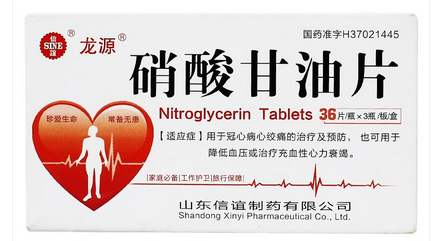 国药准字H37021445
信
SINE
谊
® 龙源®
硝酸甘油片
Nitroglycerin Tablets 36片/瓶×3瓶/板/盒
珍爱生命 常备无患
【适应症】用于冠心病心绞痛的治疗及预防，也可用于
降低血压或治疗充血性心力衰竭。
|家庭必备|工作护卫|旅行保障|
山东信谊制药有限公司
Shandong Xinyi Pharmaceutical Co., Ltd.